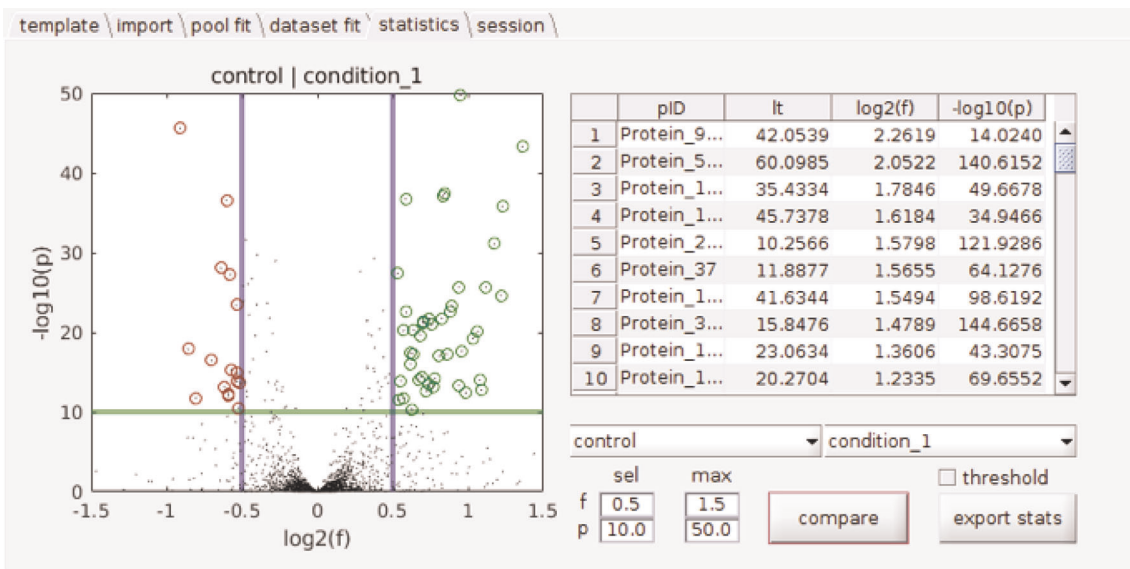 template import pool fit dataset fit statistics session
control | condition_1
50
40
30
20
10
0
-log10(p)
-1.5 -1 -0.5 0 0.5 1 1.5
log2(f)
pID lt log2(f) -log10(p)
1 Protein_9... 42.0539 2.2619 14.0240
2 Protein_5... 60.0985 2.0522 140.6152
3 Protein_1... 35.4334 1.7846 49.6678
4 Protein_1... 45.7378 1.6184 34.9466
5 Protein_2... 10.2566 1.5798 121.9286
6 Protein_37 11.8877 1.5655 64.1276
7 Protein_1... 41.6344 1.5494 98.6192
8 Protein_3... 15.8476 1.4789 144.6658
9 Protein_1... 23.0634 1.3606 43.3075
10 Protein_1... 20.2704 1.2335 69.6552
control condition_1
sel max threshold
f 0.5 1.5
p 10.0 50.0
compare export stats